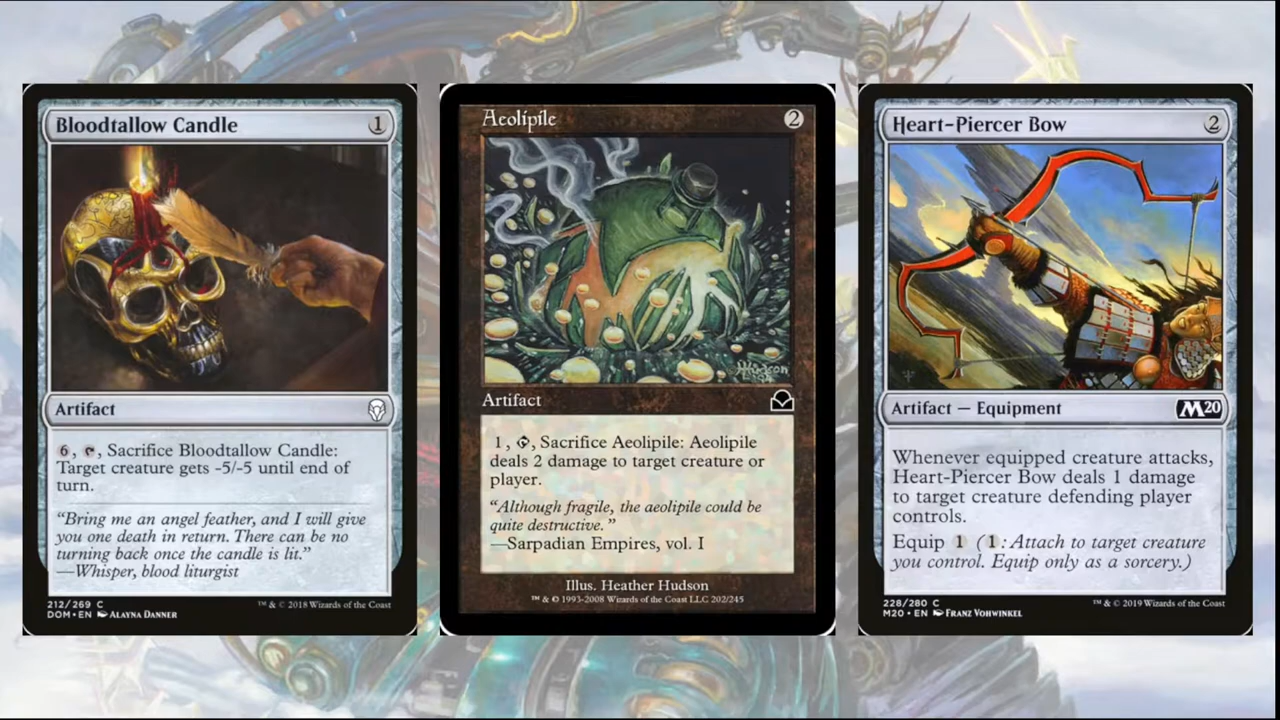 Bloodtallow Candle 1
Artifact
6, , Sacrifice Bloodtallow Candle:
Target creature gets -5/-5 until end of
turn.
“Bring me an angel feather, and I will give
you one death in return. There can be no
turning back once the candle is lit.”
—Whisper, blood liturgist
212/269 C
DOM • EN ALAYNA DANNER
™ & © 2018 Wizards of the Coast
Aeolipile 2
HHudson
Artifact
1, , Sacrifice Aeolipile: Aeolipile
deals 2 damage to target creature or
player.
“Although fragile, the aeolipile could be
quite destructive.”
—Sarpadian Empires, vol. I
Illus. Heather Hudson
™ & © 1993-2008 Wizards of the Coast LLC 202/245
Heart-Piercer Bow 2
Artifact — Equipment M20
Whenever equipped creature attacks,
Heart-Piercer Bow deals 1 damage
to target creature defending player
controls.
Equip 1 (1: Attach to target creature
you control. Equip only as a sorcery.)
228/280 C
M20 • EN FRANZ VOHWINKEL
™ & © 2019 Wizards of the Coast